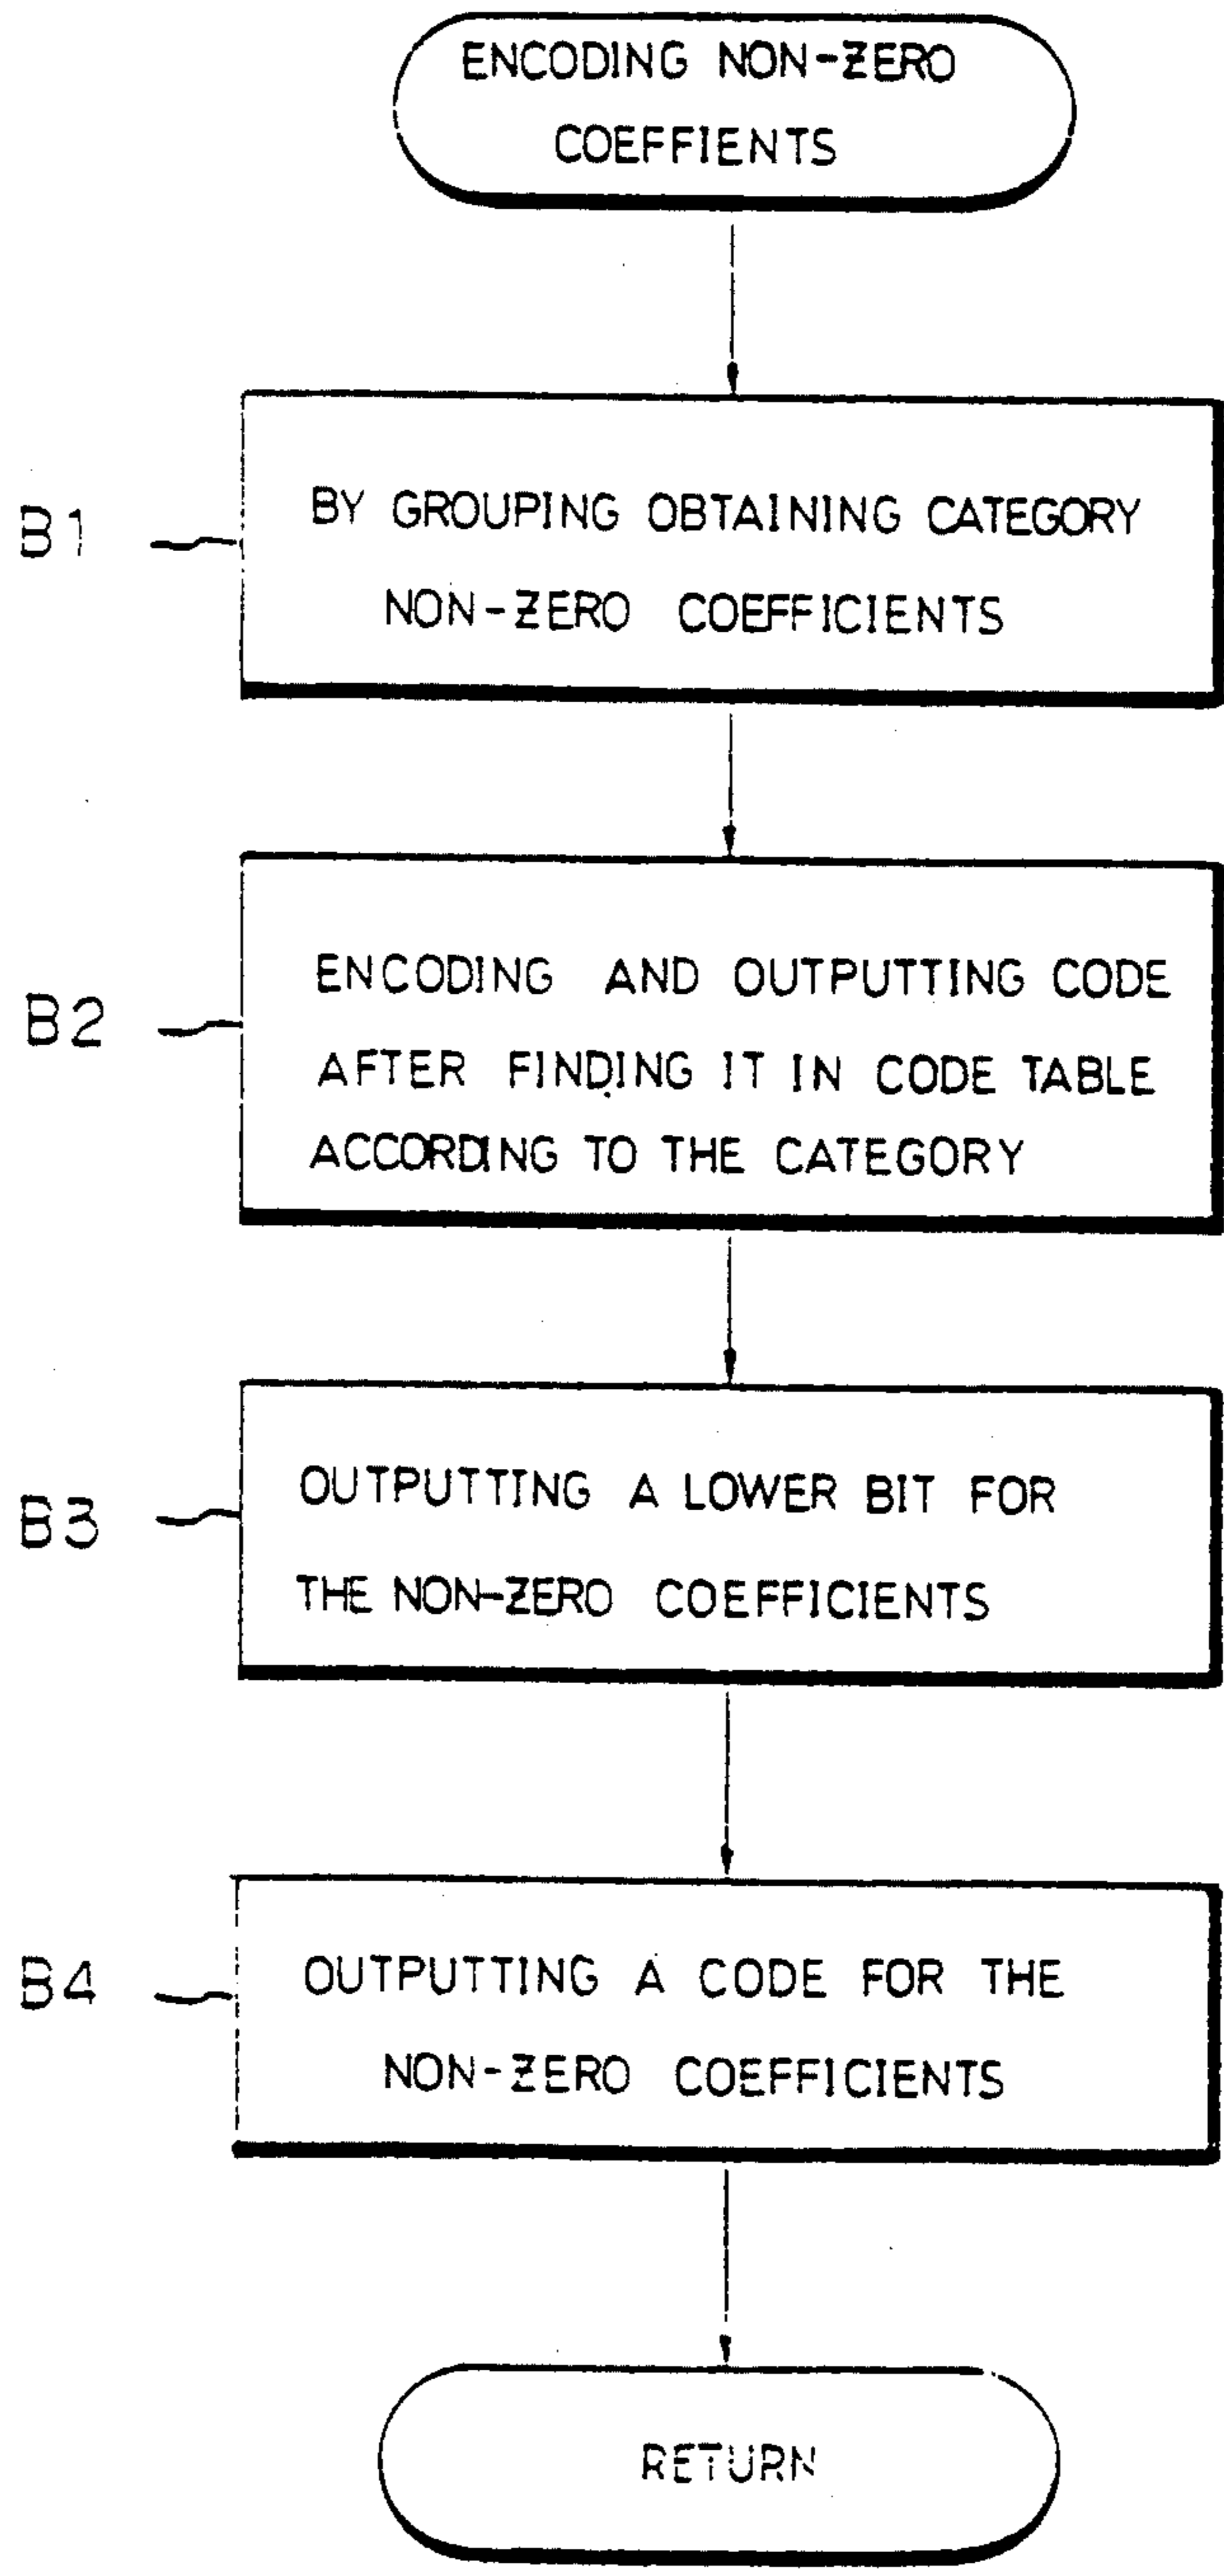 ENCODING NON-ZERO
COEFFIENTS
B1
BY GROUPING OBTAINING CATEGORY
NON-ZERO COEFFICIENTS
B2
ENCODING AND OUTPUTTING CODE
AFTER FINDING IT IN CODE TABLE
ACCORDING TO THE CATEGORY
B3
OUTPUTTING A LOWER BIT FOR
THE NON-ZERO COEFFICIENTS
B4
OUTPUTTING A CODE FOR THE
NON-ZERO COEFFICIENTS
RETURN